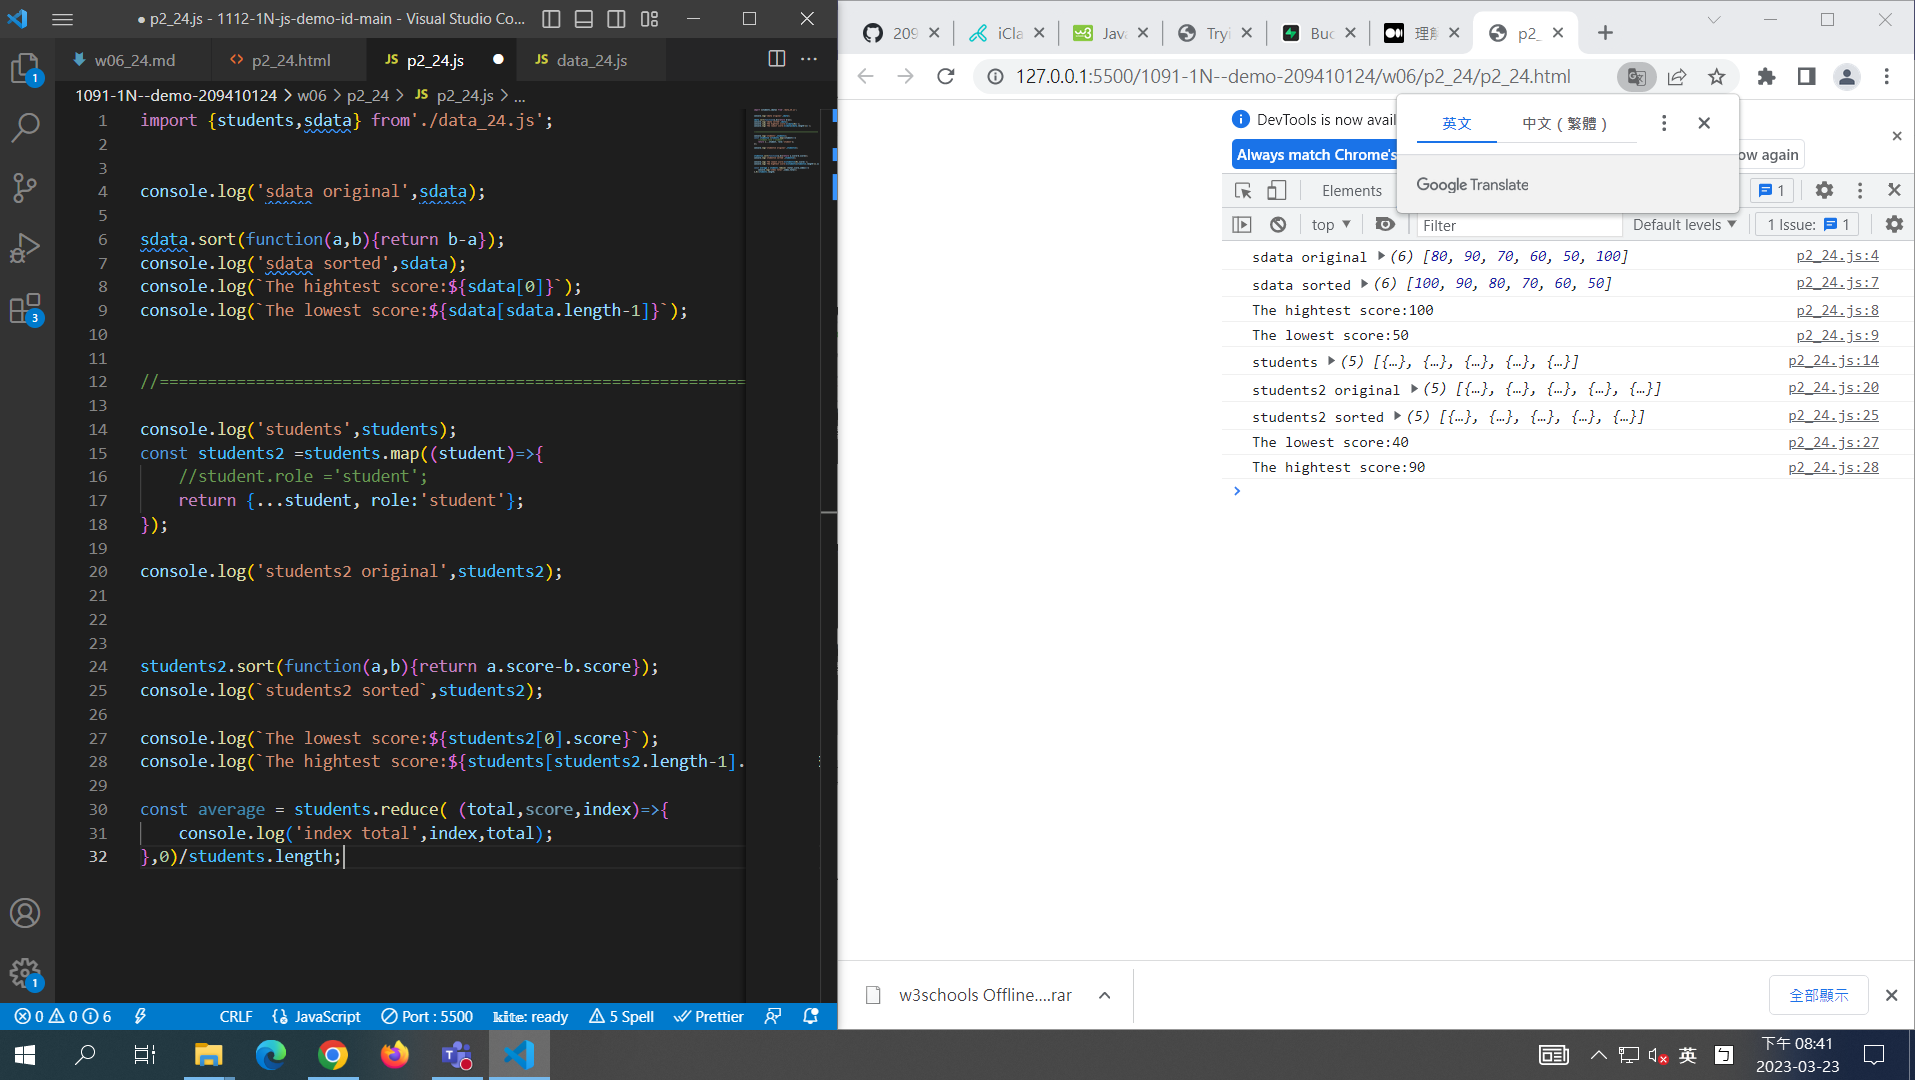 p2_24.js - 1112-1N-js-demo-id-main - Visual Studio Co...
w06_24.md
p2_24.html
JS p2_24.js
JS data_24.js
1091-1N--demo-209410124 > w06 > p2_24 > JS p2_24.js > ...
1 import {students,sdata} from'./data_24.js';
2
3
4 console.log('sdata original',sdata);
5
6 sdata.sort(function(a,b){return b-a});
7 console.log('sdata sorted',sdata);
8 console.log(`The hightest score:${sdata[0]}`);
9 console.log(`The lowest score:${sdata[sdata.length-1]}`);
10
11
12 //=============================================================
13
14 console.log('students',students);
15 const students2 =students.map((student)=>{
16 //student.role ='student';
17 return {...student, role:'student'};
18 });
19
20 console.log('students2 original',students2);
21
22
23
24 students2.sort(function(a,b){return a.score-b.score});
25 console.log(`students2 sorted`,students2);
26
27 console.log(`The lowest score:${students2[0].score}`);
28 console.log(`The hightest score:${students[students2.length-1].
29
30 const average = students.reduce( (total,score,index)=>{
31 console.log('index total',index,total);
32 },0)/students.length;
1
3
1
0 0 6
CRLF
JavaScript
Port : 5500
kite: ready
5 Spell
Prettier
209
iCla
Java
Tryi
Buc
理解
p2_
127.0.0.1:5500/1091-1N--demo-209410124/w06/p2_24/p2_24.html
英文
中文（繁體）
Google Translate
DevTools is now avail
Always match Chrome's
ow again
Elements
1
top
Filter
Default levels
1 Issue: 1
sdata original (6) [80, 90, 70, 60, 50, 100] p2_24.js:4
sdata sorted (6) [100, 90, 80, 70, 60, 50] p2_24.js:7
The hightest score:100 p2_24.js:8
The lowest score:50 p2_24.js:9
students (5) [{…}, {…}, {…}, {…}, {…}] p2_24.js:14
students2 original (5) [{…}, {…}, {…}, {…}, {…}] p2_24.js:20
students2 sorted (5) [{…}, {…}, {…}, {…}, {…}] p2_24.js:25
The lowest score:40 p2_24.js:27
The hightest score:90 p2_24.js:28
w3schools Offline....rar
全部顯示
英
ㄅ
下午 08:41
2023-03-23